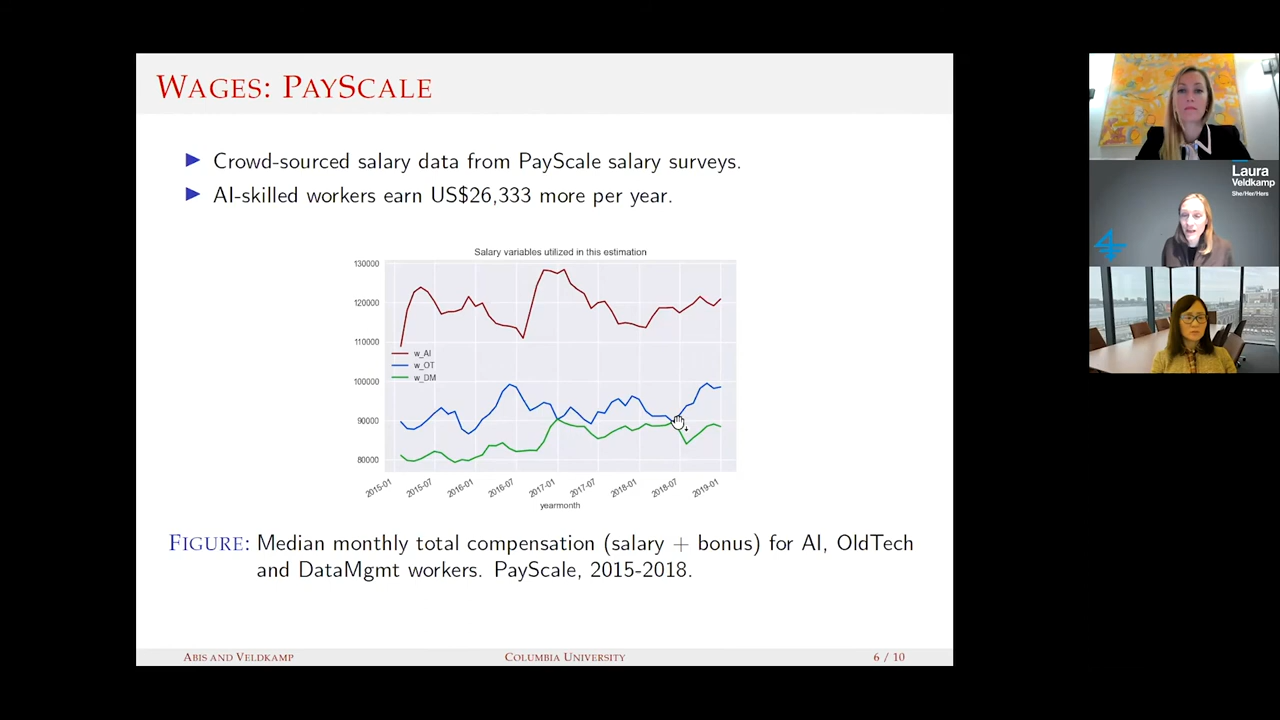 WAGES: PAYSCALE
Crowd-sourced salary data from PayScale salary surveys.
AI-skilled workers earn US$26,333 more per year.
Salary variables utilized in this estimation
130000
120000
110000
100000
90000
80000
w_AI
w_OT
w_DM
2015-01
2015-07
2016-01
2016-07
2017-01
2017-07
2018-01
2018-07
2019-01
yearmonth
FIGURE: Median monthly total compensation (salary + bonus) for AI, OldTech
and DataMgmt workers. PayScale, 2015-2018.
ABIS AND VELDKAMP
COLUMBIA UNIVERSITY
6 / 10
Laura
Veldkamp
She/Her/Hers